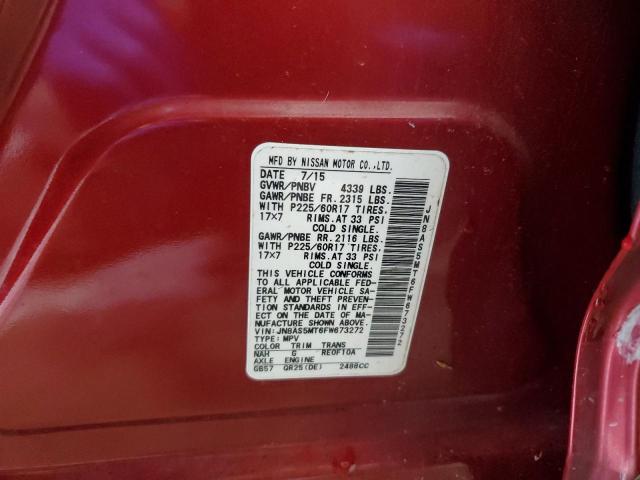 MFD BY NISSAN MOTOR CO.,LTD.
DATE 7/15
GVWR/PNBV 4339 LBS.
GAWR/PNBE FR. 2315 LBS.
WITH P225/60R17 TIRES.
17×7 RIMS.AT 33 PSI
COLD SINGLE.
GAWR/PNBE RR. 2116 LBS.
WITH P225/60R17 TIRES.
17×7 RIMS.AT 33 PSI
COLD SINGLE.
THIS VEHICLE CONFORMS
TO ALL APPLICABLE FED-
ERAL MOTOR VEHICLE SA-
FETY AND THEFT PREVEN-
TION STANDARDS IN EFF-
ECT ON THE DATE OF MA-
NUFACTURE SHOWN ABOVE.
VIN:JN8AS5MT6FW673272
TYPE:MPV
COLOR TRIM TRANS
NAH G RE0F10A
AXLE ENGINE
GB57 QR25(DE) 2488CC
JN8AS5MT6FW673272